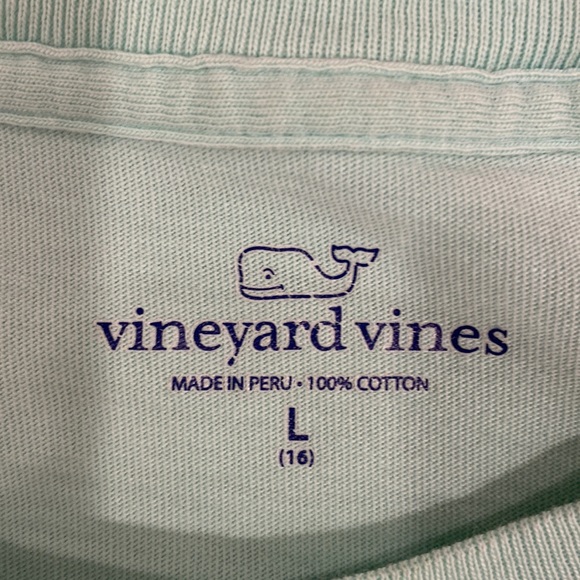 vineyard vines
MADE IN PERU • 100% COTTON
L
(16)